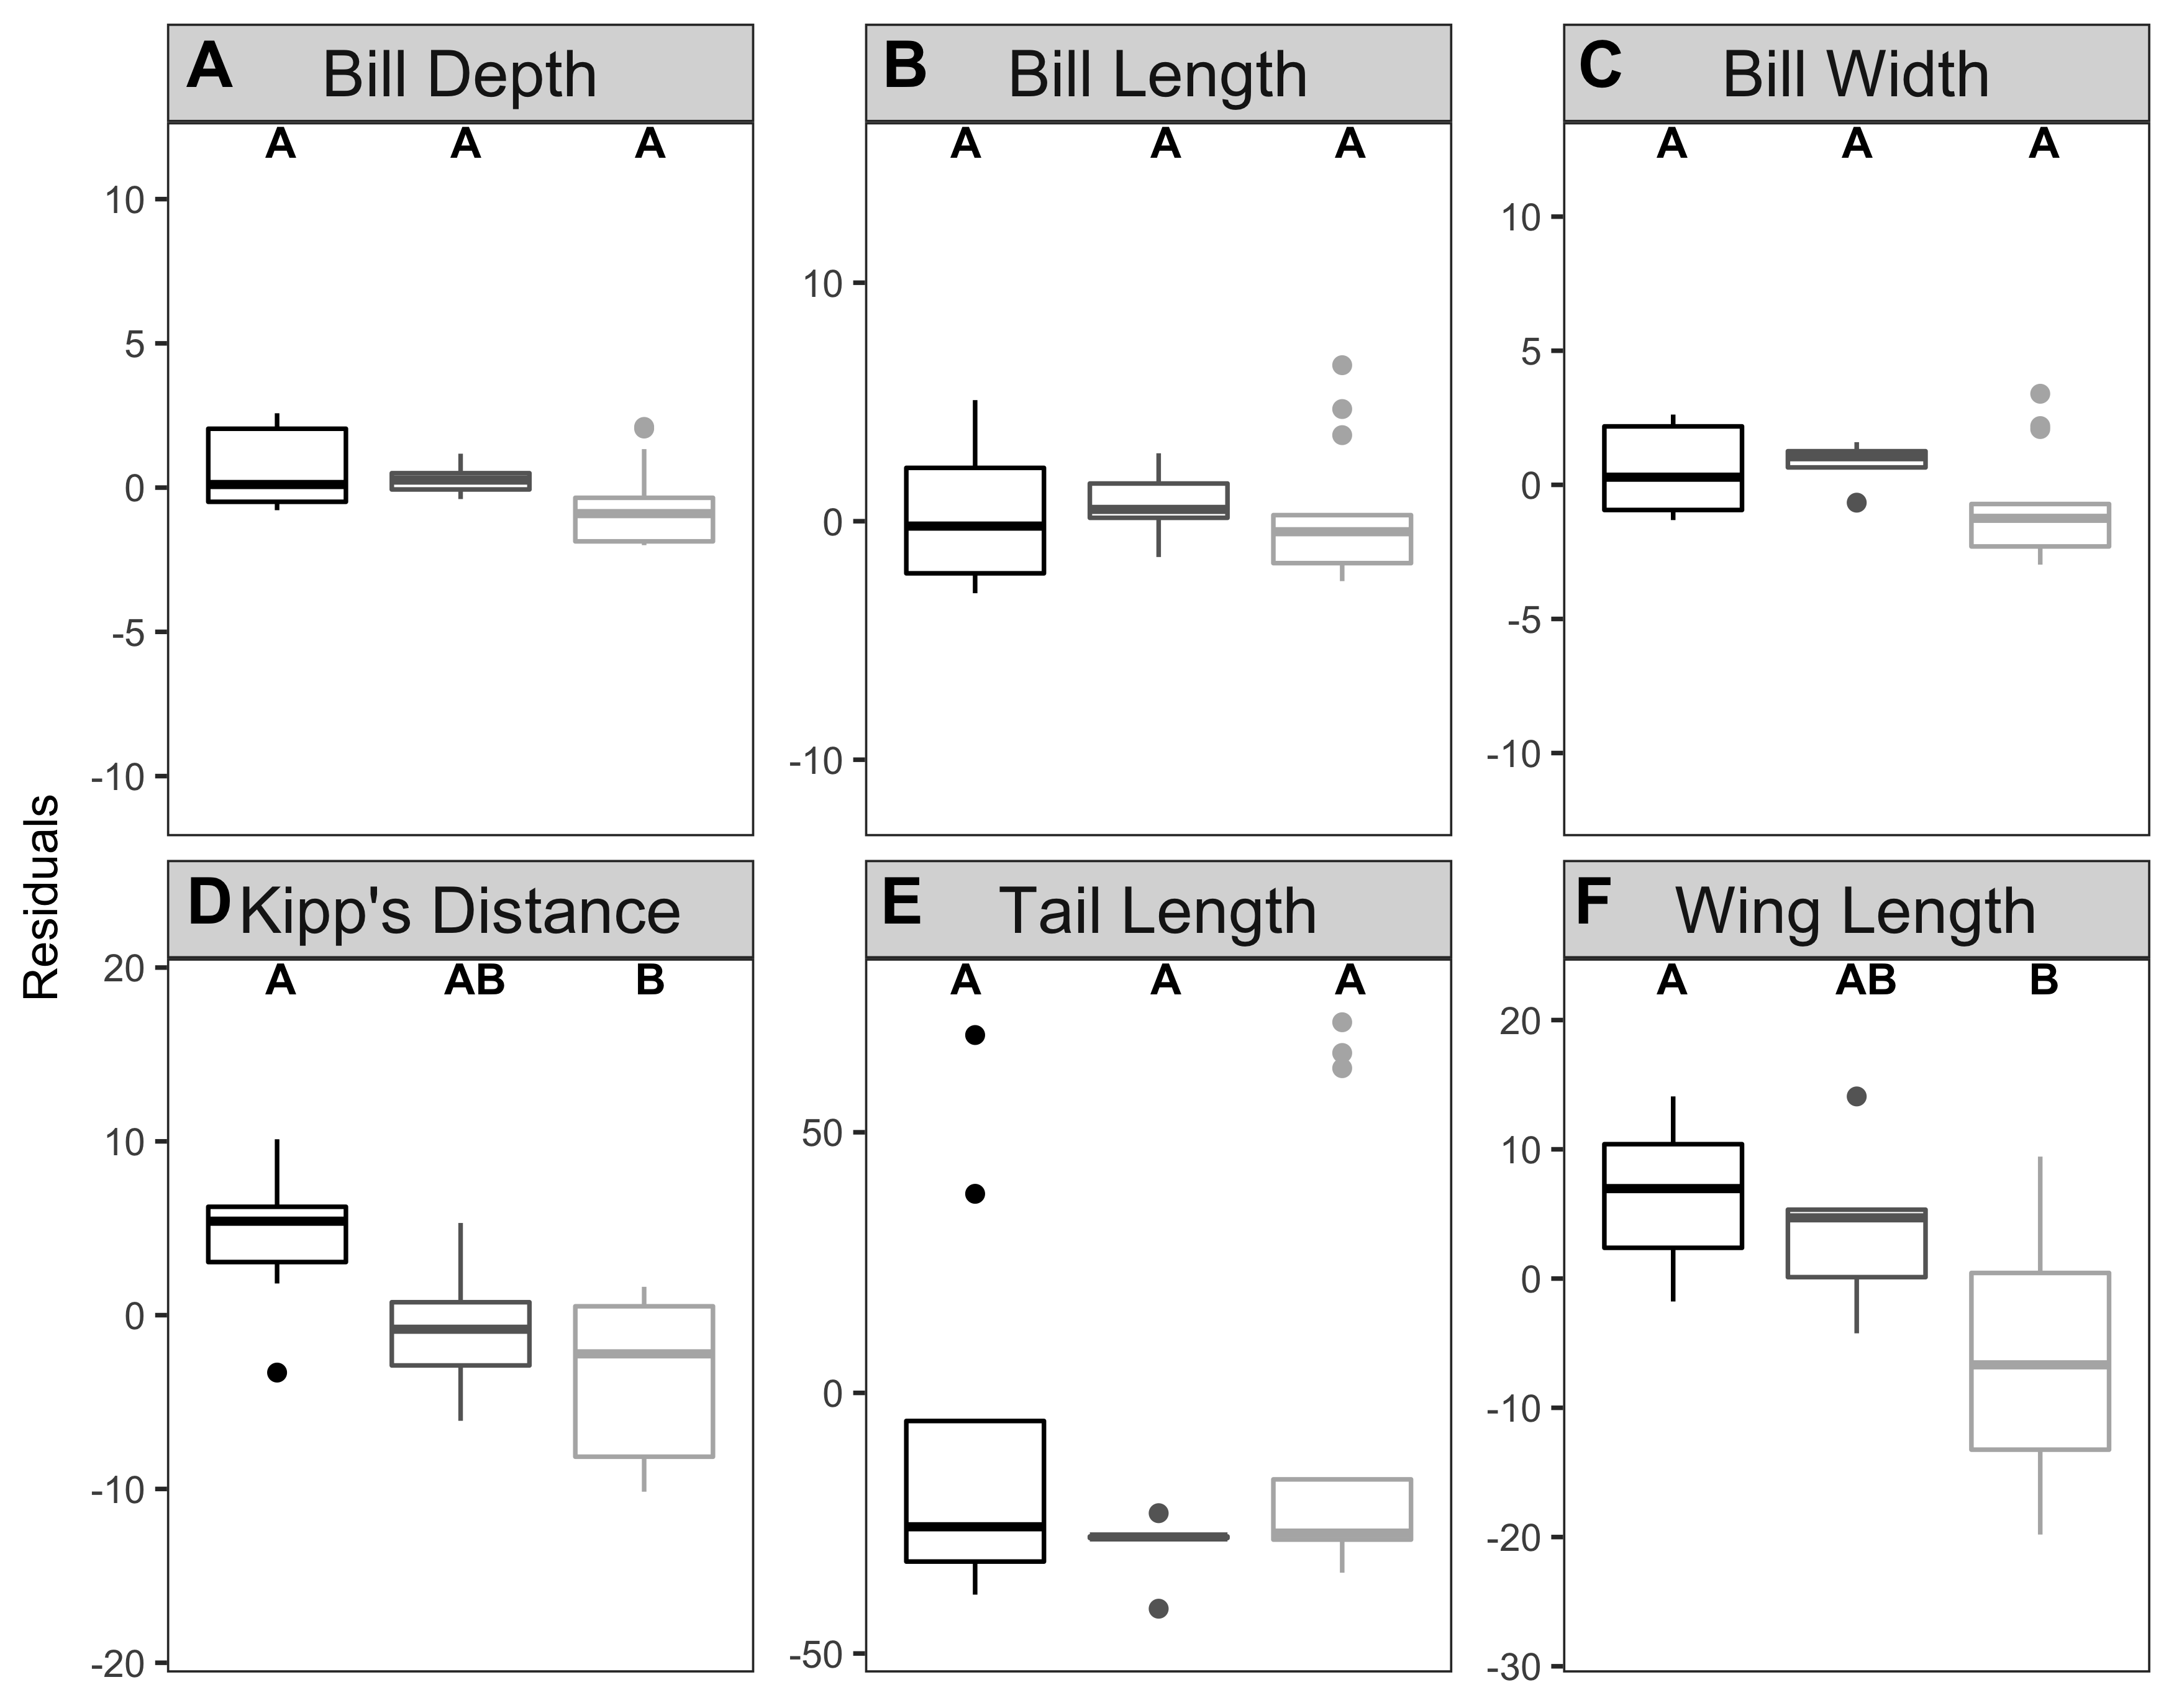 A Bill Depth
A A A
10
5
0
-5
-10
B Bill Length
A A A
10
0
-10
C Bill Width
A A A
10
5
0
-5
-10
Residuals
D Kipp's Distance
A AB B
20
10
0
-10
-20
E Tail Length
A A A
50
0
-50
F Wing Length
A AB B
20
10
0
-10
-20
-30